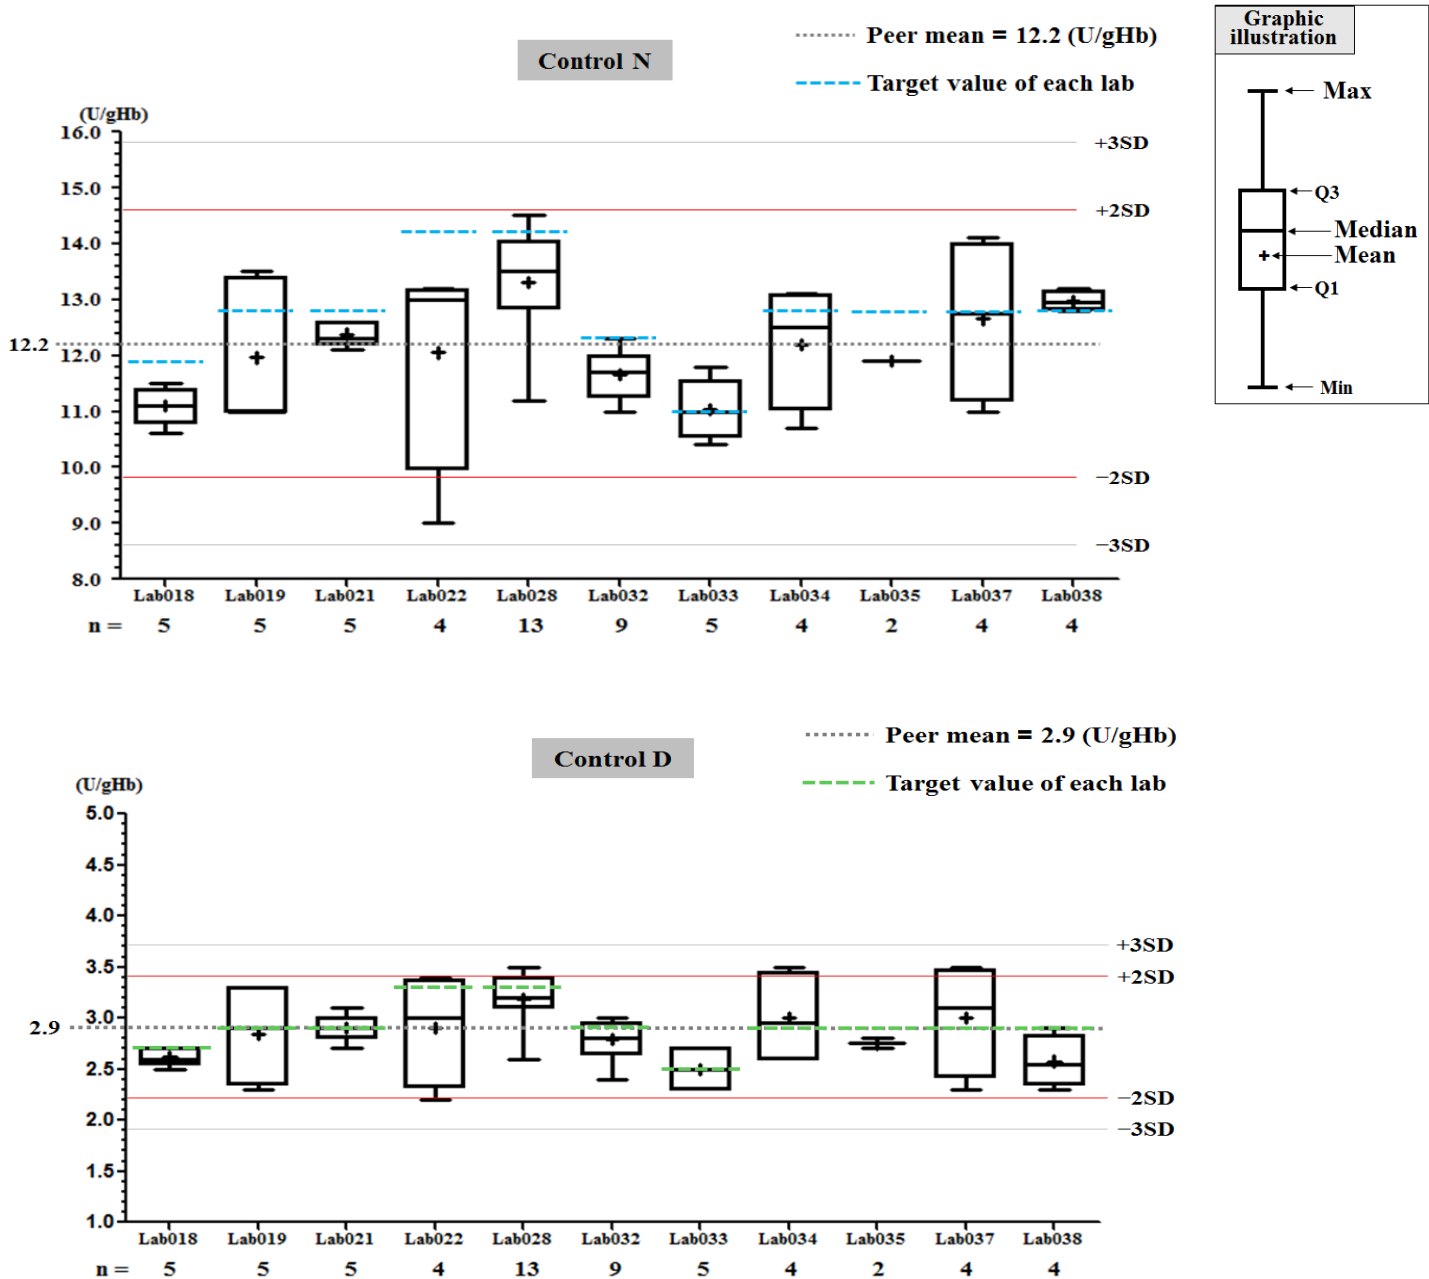 Graphic
illustration
Max
Q3
Median
Mean
Q1
Min
Control N
Peer mean = 12.2 (U/gHb)
Target value of each lab
(U/gHb)
16.0
15.0
14.0
13.0
12.0
11.0
10.0
9.0
8.0
12.2
+3SD
+2SD
−2SD
−3SD
Lab018 Lab019 Lab021 Lab022 Lab028 Lab032 Lab033 Lab034 Lab035 Lab037 Lab038
n = 5 5 5 4 13 9 5 4 2 4 4
Control D
Peer mean = 2.9 (U/gHb)
Target value of each lab
(U/gHb)
5.0
4.5
4.0
3.5
3.0
2.5
2.0
1.5
1.0
2.9
+3SD
+2SD
−2SD
−3SD
Lab018 Lab019 Lab021 Lab022 Lab028 Lab032 Lab033 Lab034 Lab035 Lab037 Lab038
n = 5 5 5 4 13 9 5 4 2 4 4